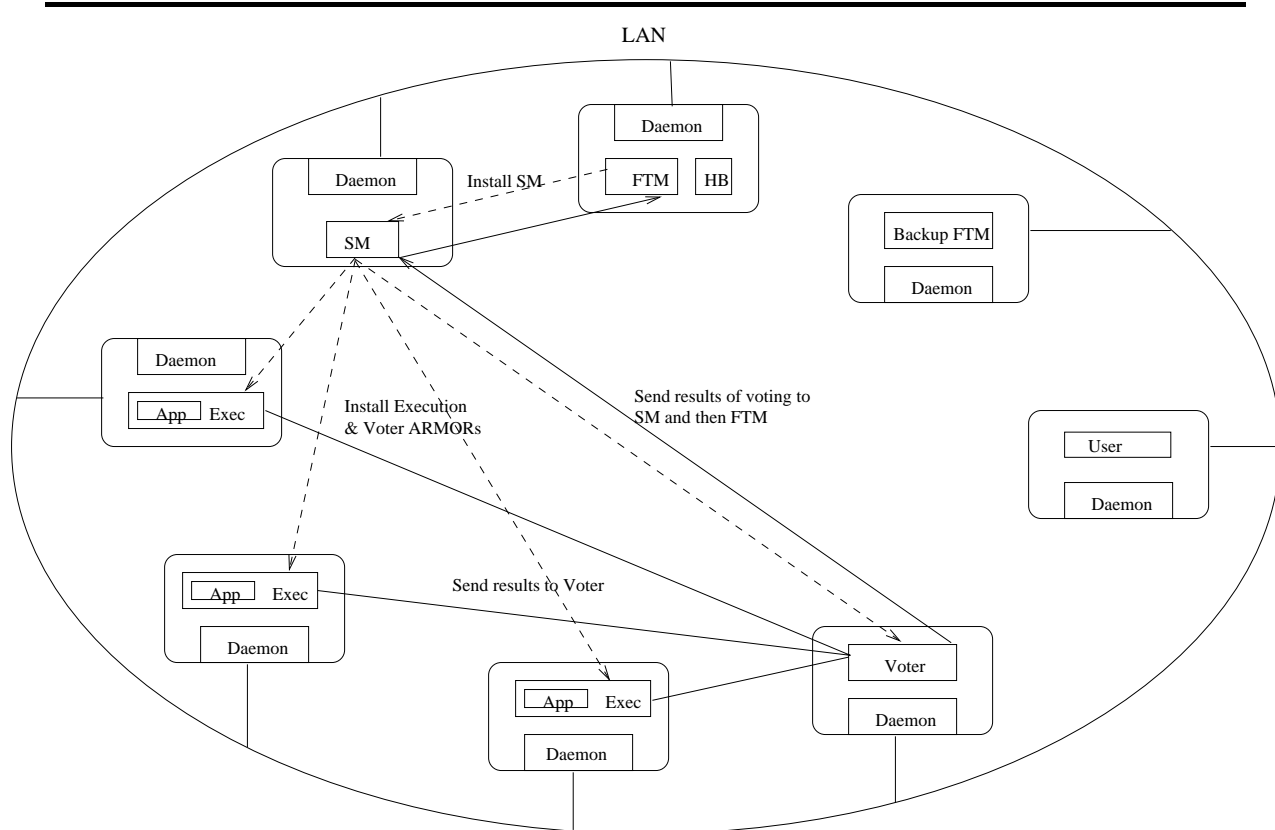 LAN
Daemon
FTM
HB
Daemon
Install SM
SM
Backup FTM
Daemon
Daemon
App
Exec
Install Execution
& Voter ARMORs
Send results of voting to
SM and then FTM
User
Daemon
App
Exec
Daemon
Send results to Voter
App
Exec
Daemon
Voter
Daemon